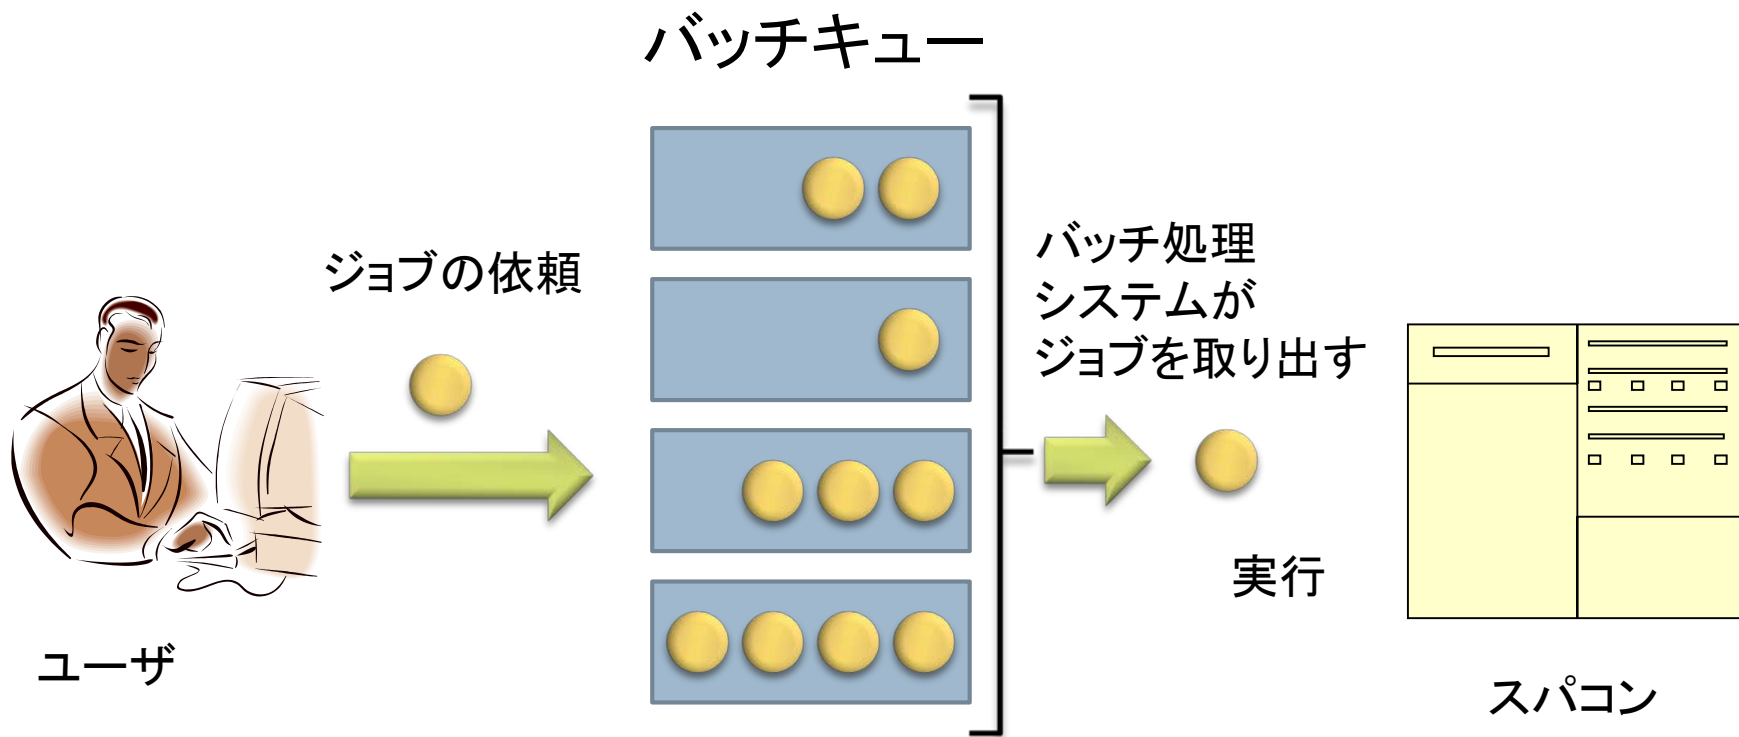 バッチキュー
ジョブの依頼
バッチ処理
システムが
ジョブを取り出す
実行
ユーザ
スパコン